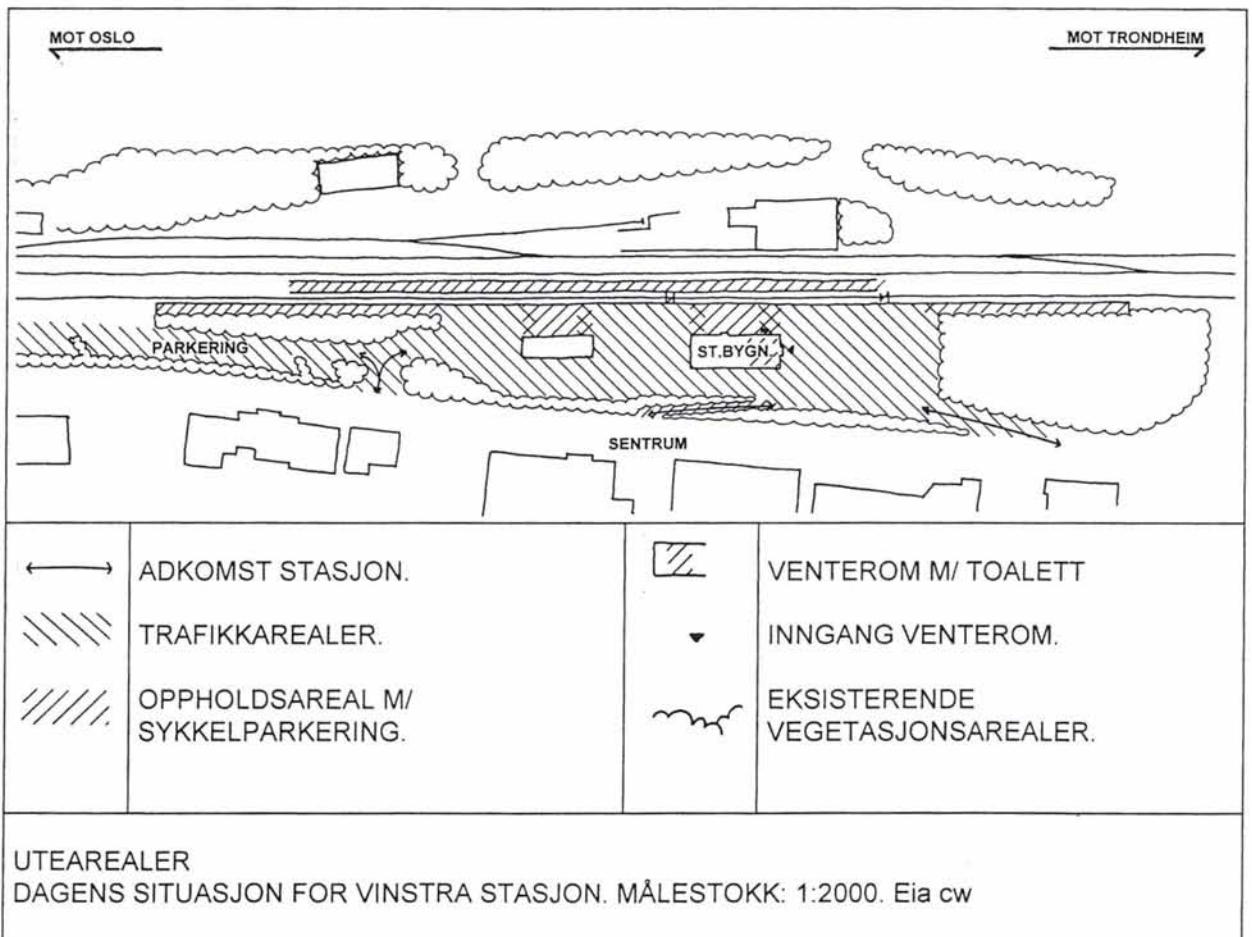 MOT OSLO
MOT TRONDHEIM
PARKERING
ST.BYGN.
SENTRUM
ADKOMST STASJON.
TRAFIKKAREALER.
OPPHOLDSAREAL M/
SYKKELPARKERING.
VENTEROM M/ TOALETT
INNGANG VENTEROM.
EKSISTERENDE
VEGETASJONSAREALER.
UTEAREALER
DAGENS SITUASJON FOR VINSTRA STASJON. MÅLESTOKK: 1:2000. Eia cw